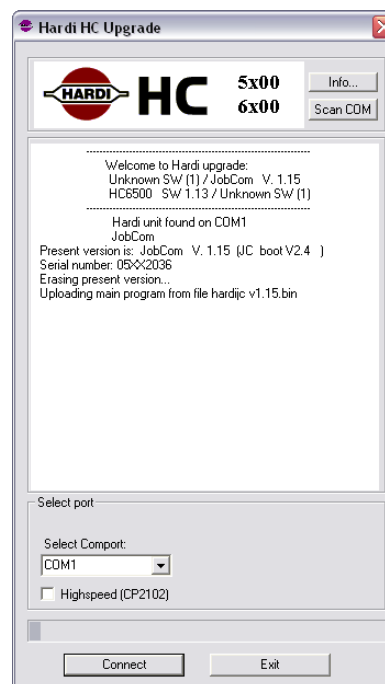 Hardi HC Upgrade
HARDI
HC
5x00
6x00
Info...
Scan COM
Welcome to Hardi upgrade:
Unknown SW (1) / JobCom V. 1.15
HC6500 SW 1.13 / Unknown SW (1)
Hardi unit found on COM1
JobCom
Present version is: JobCom V. 1.15 (JC boot V2.4 )
Serial number: 05XX2036
Erasing present version...
Uploading main program from file hardijc v1.15.bin
Select port
Select Comport:
COM1
Highspeed (CP2102)
Connect
Exit